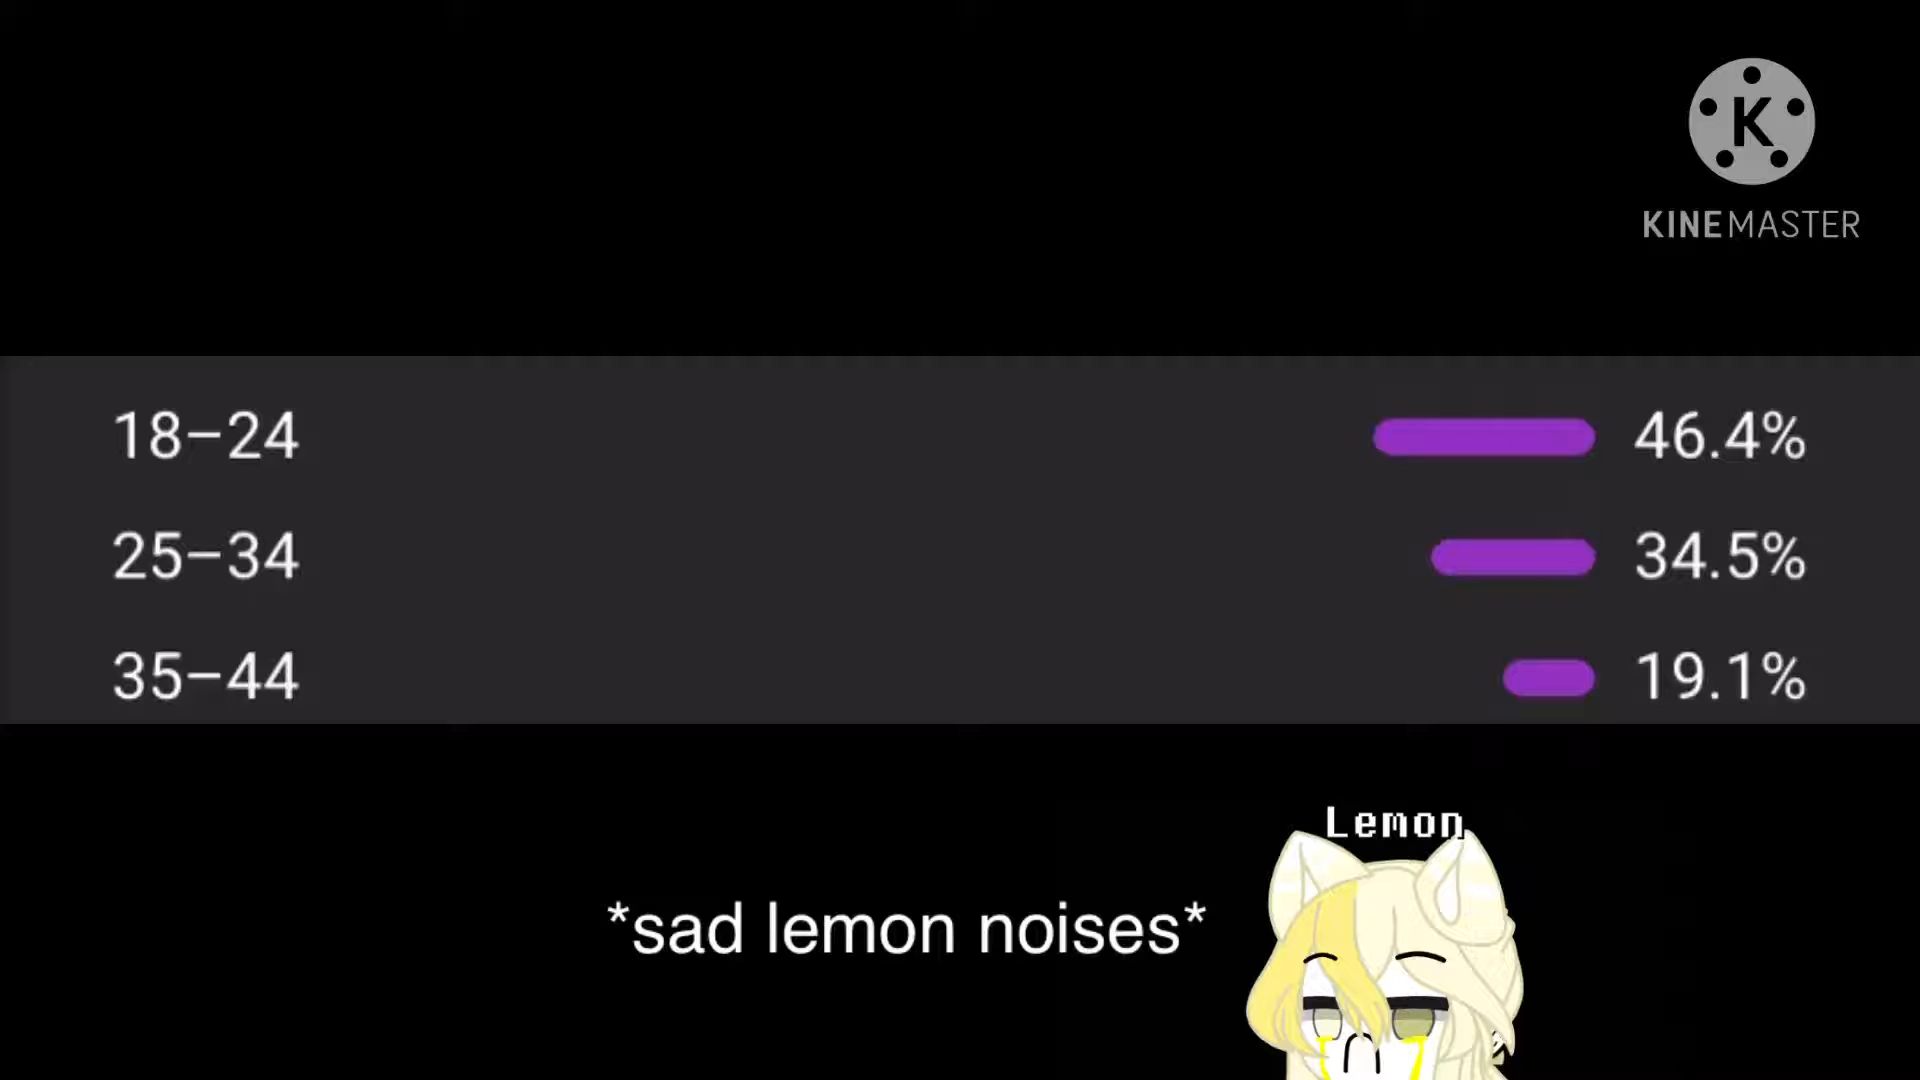 K
KINEMASTER
18–24 46.4%
25–34 34.5%
35–44 19.1%
Lemon
*sad lemon noises*